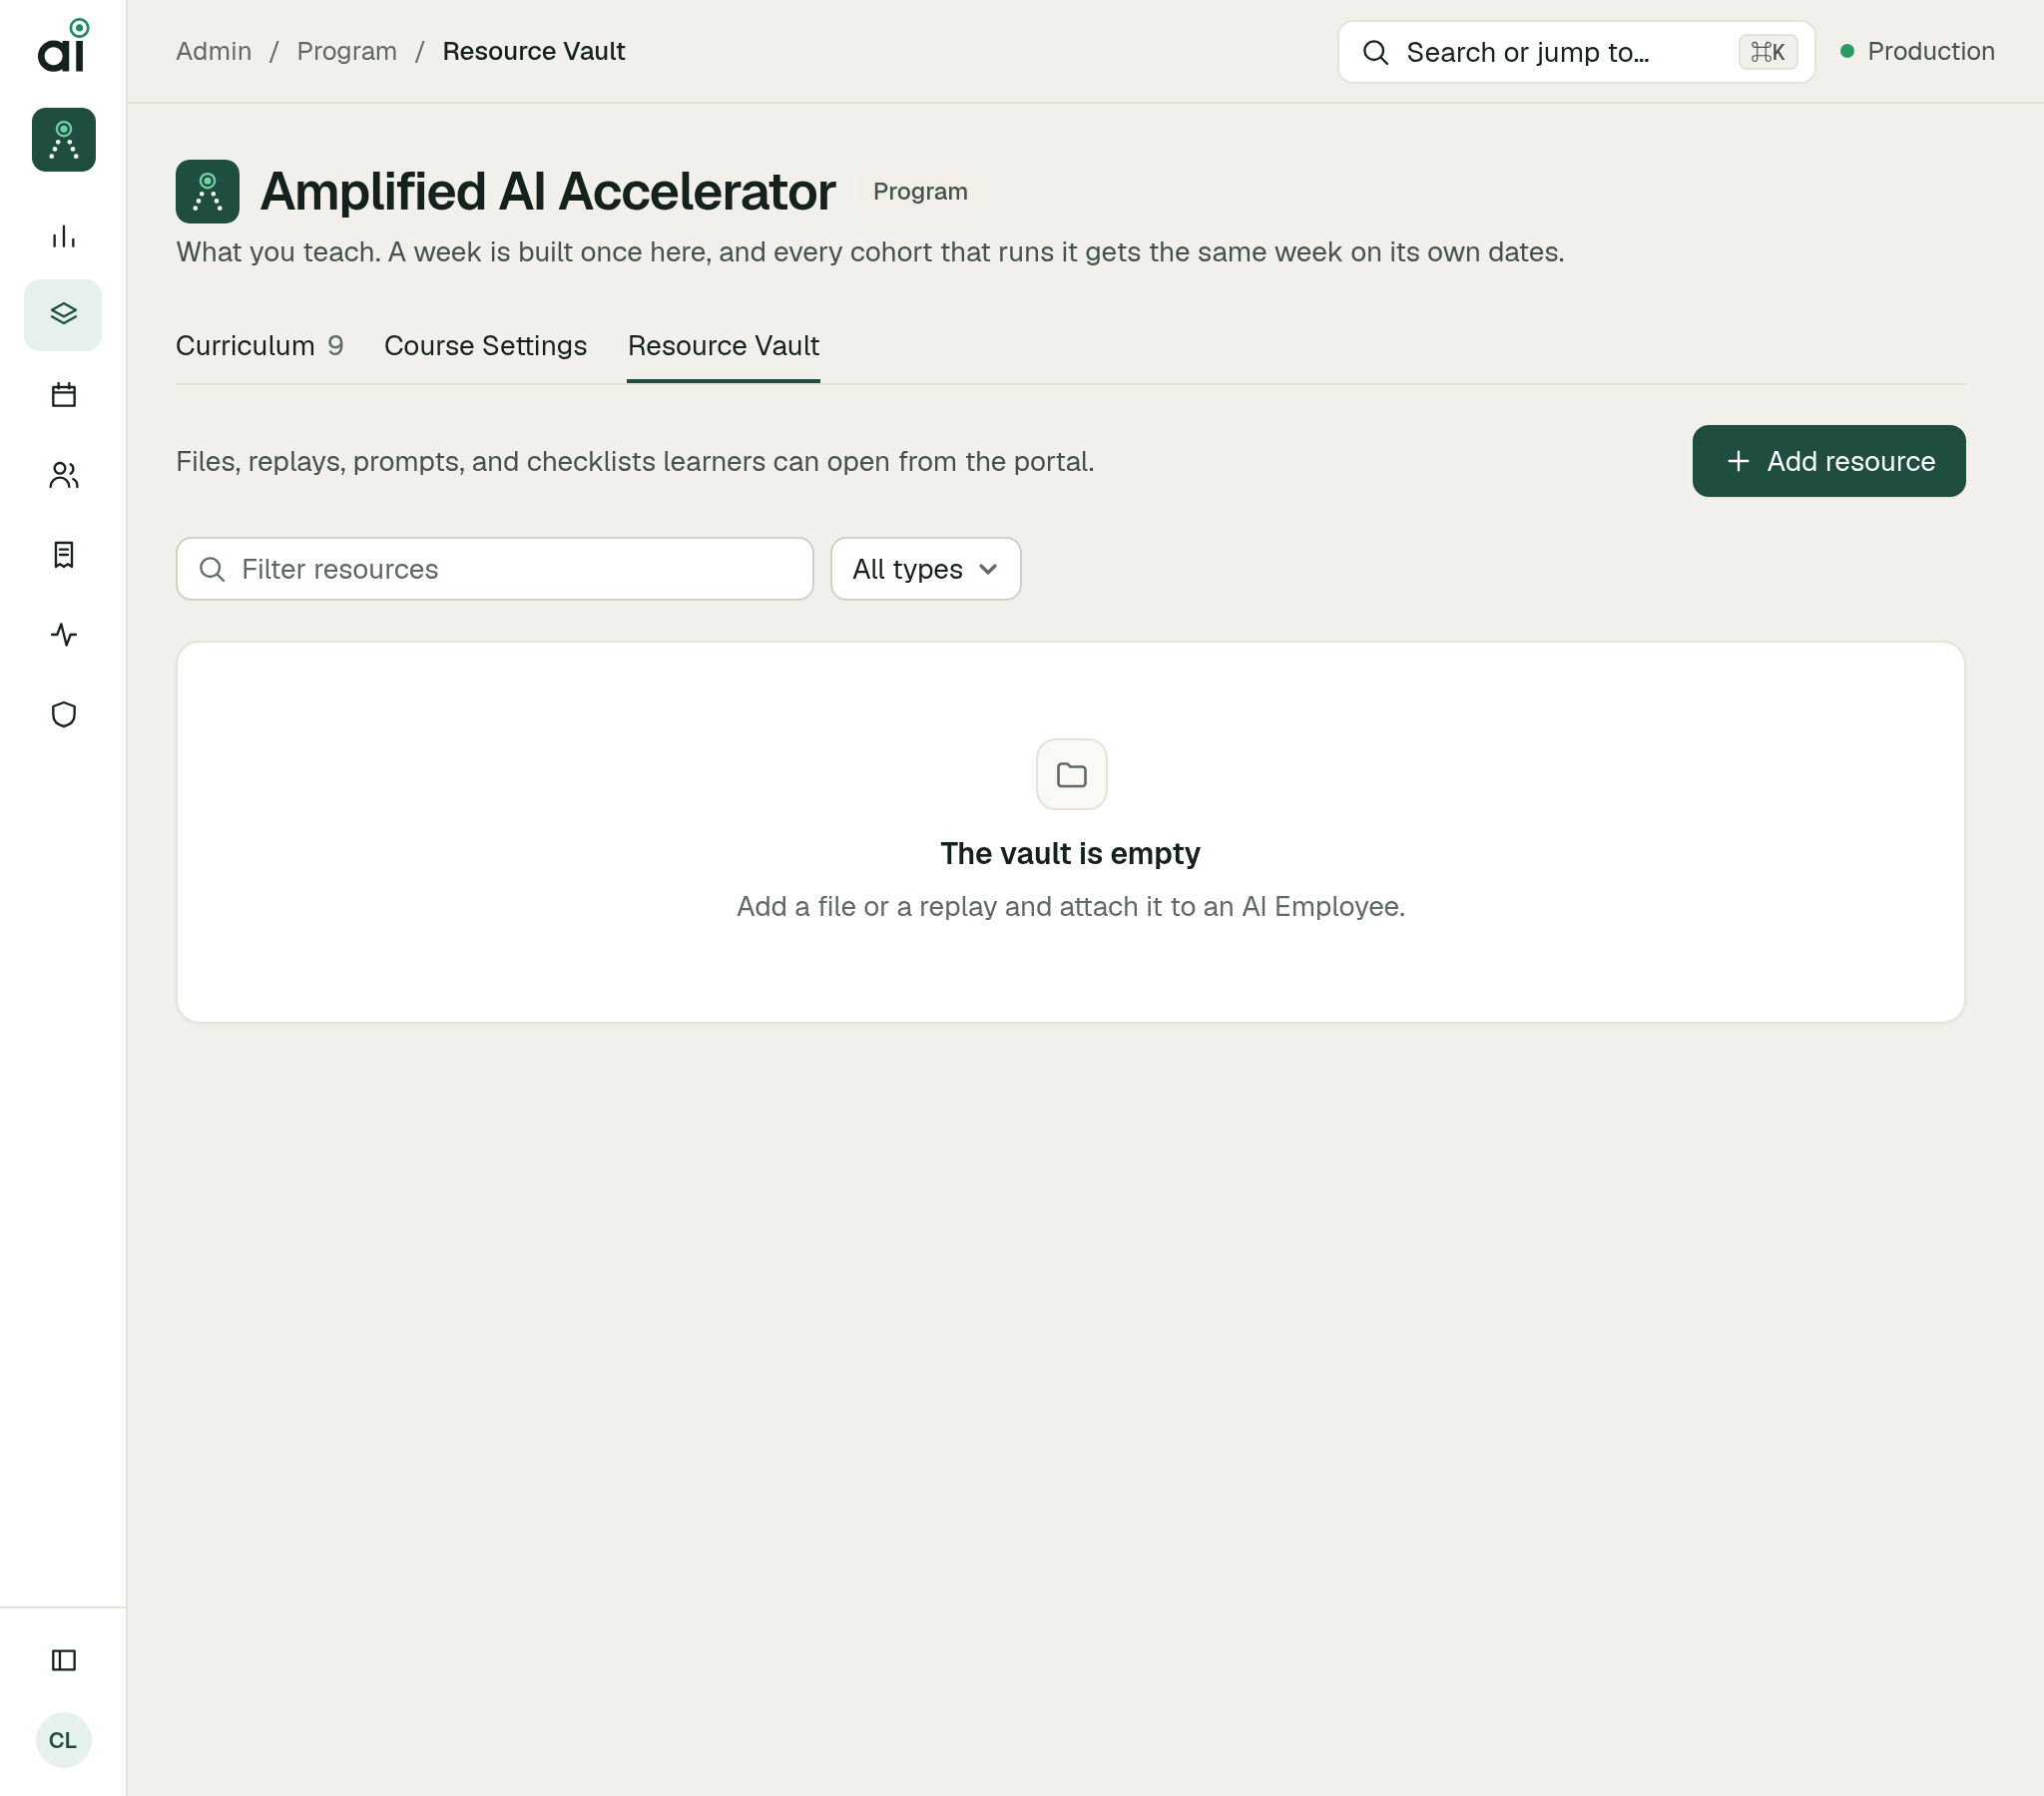 ai
Admin / Program / Resource Vault
Search or jump to...
⌘K
Production
Amplified AI Accelerator
Program
What you teach. A week is built once here, and every cohort that runs it gets the same week on its own dates.
Curriculum 9
Course Settings
Resource Vault
Files, replays, prompts, and checklists learners can open from the portal.
Add resource
Filter resources
All types
The vault is empty
Add a file or a replay and attach it to an AI Employee.
CL